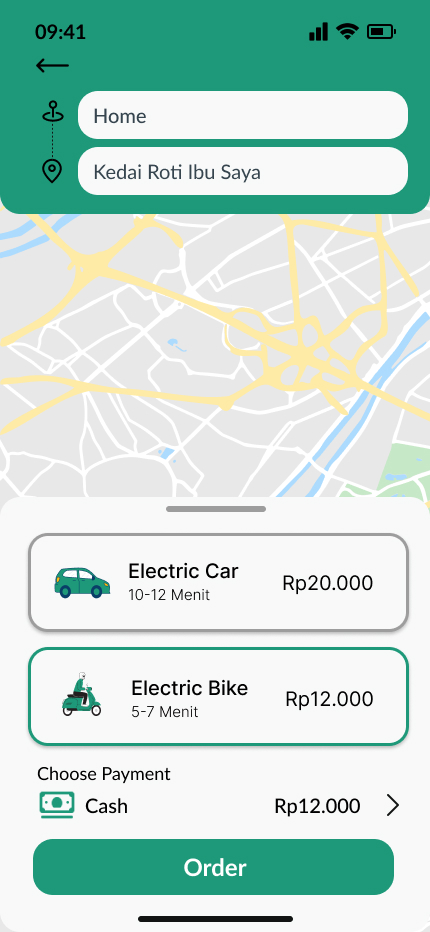 09:41
Home
Kedai Roti Ibu Saya
Electric Car
10-12 Menit
Rp20.000
Electric Bike
5-7 Menit
Rp12.000
Choose Payment
Cash
Rp12.000
Order